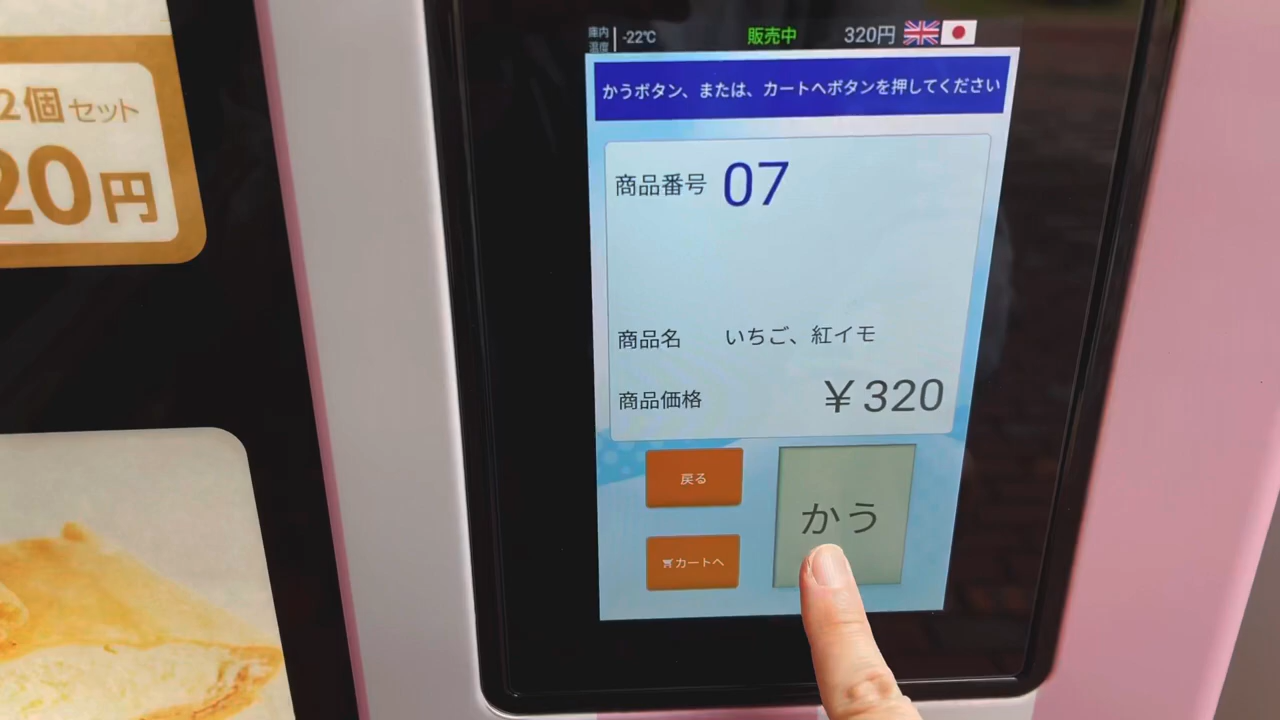 2個セット
20円
庫内
温度
-22℃
販売中
320円
かうボタン、または、カートへボタンを押してください
商品番号 07
商品名 いちご、紅イモ
商品価格 ¥320
戻る
かう
カートへ